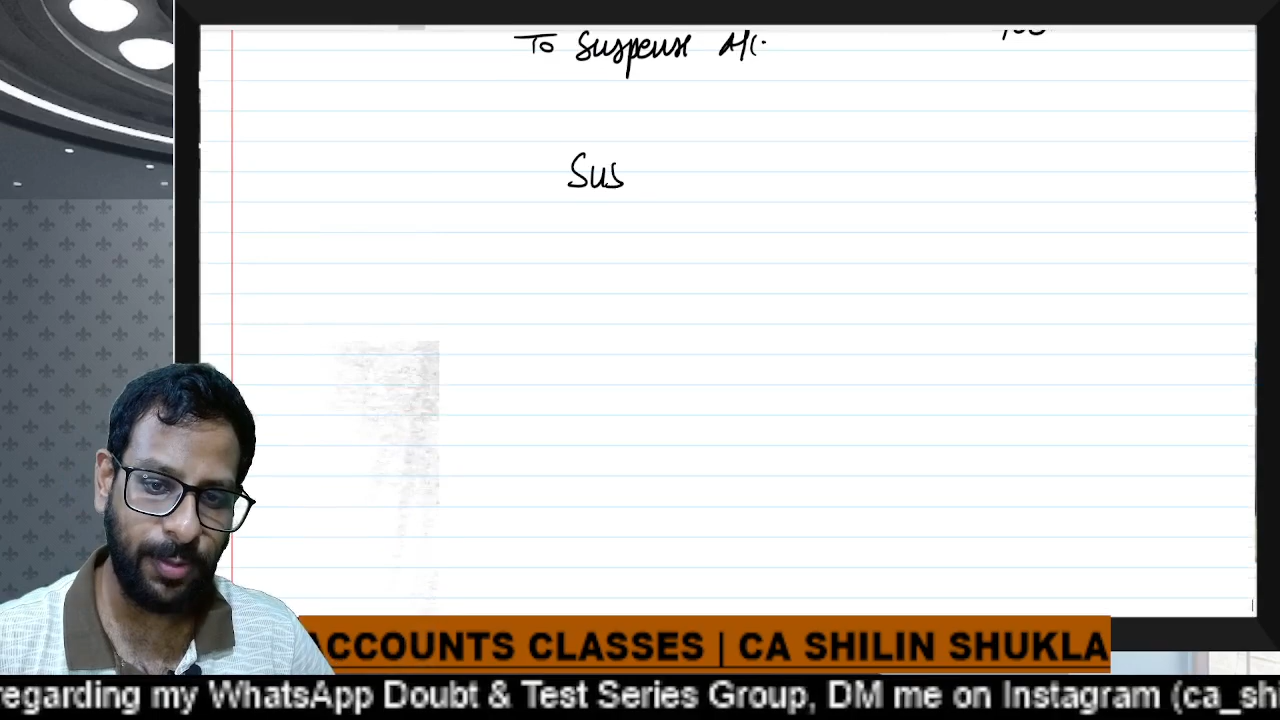 To Suspense A/c.
Sus
ACCOUNTS CLASSES | CA SHILIN SHUKLA
regarding my WhatsApp Doubt & Test Series Group, DM me on Instagram (ca_sh